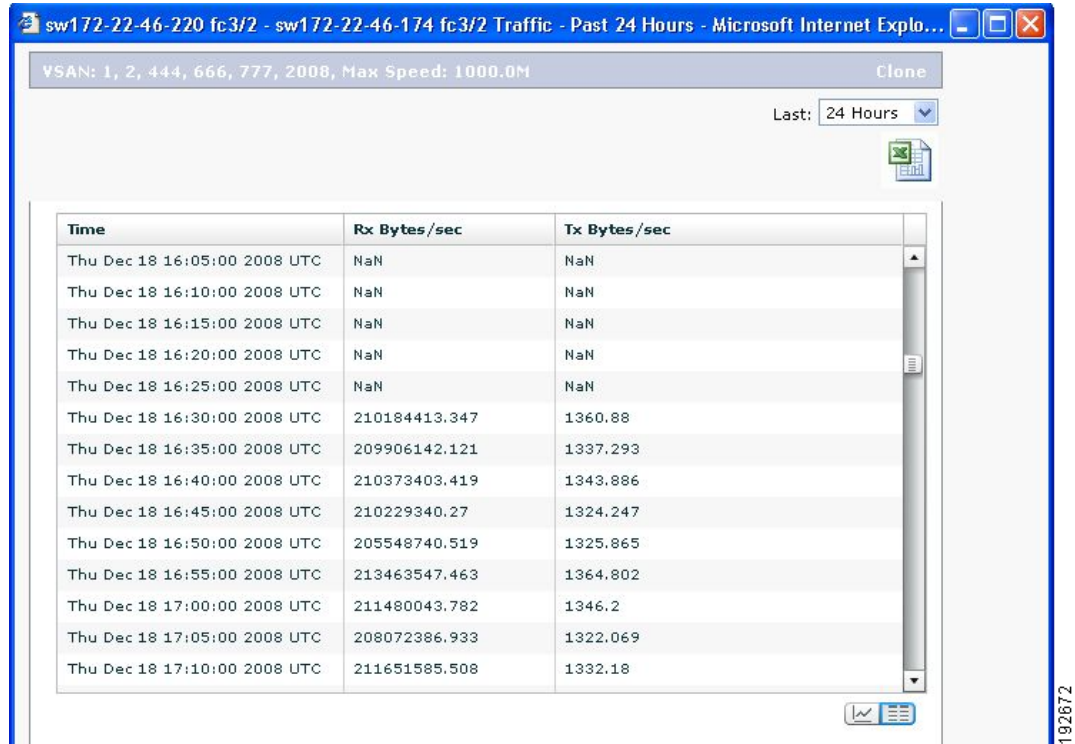 sw172-22-46-220 fc3/2 - sw172-22-46-174 fc3/2 Traffic - Past 24 Hours - Microsoft Internet Explo...
VSAN: 1, 2, 444, 666, 777, 2008, Max Speed: 1000.0M Clone
Last: 24 Hours
Time Rx Bytes/sec Tx Bytes/sec
Thu Dec 18 16:05:00 2008 UTC NaN NaN
Thu Dec 18 16:10:00 2008 UTC NaN NaN
Thu Dec 18 16:15:00 2008 UTC NaN NaN
Thu Dec 18 16:20:00 2008 UTC NaN NaN
Thu Dec 18 16:25:00 2008 UTC NaN NaN
Thu Dec 18 16:30:00 2008 UTC 210184413.347 1360.88
Thu Dec 18 16:35:00 2008 UTC 209906142.121 1337.293
Thu Dec 18 16:40:00 2008 UTC 210373403.419 1343.886
Thu Dec 18 16:45:00 2008 UTC 210229340.27 1324.247
Thu Dec 18 16:50:00 2008 UTC 205548740.519 1325.865
Thu Dec 18 16:55:00 2008 UTC 213463547.463 1364.802
Thu Dec 18 17:00:00 2008 UTC 211480043.782 1346.2
Thu Dec 18 17:05:00 2008 UTC 208072386.933 1322.069
Thu Dec 18 17:10:00 2008 UTC 211651585.508 1332.18
192672